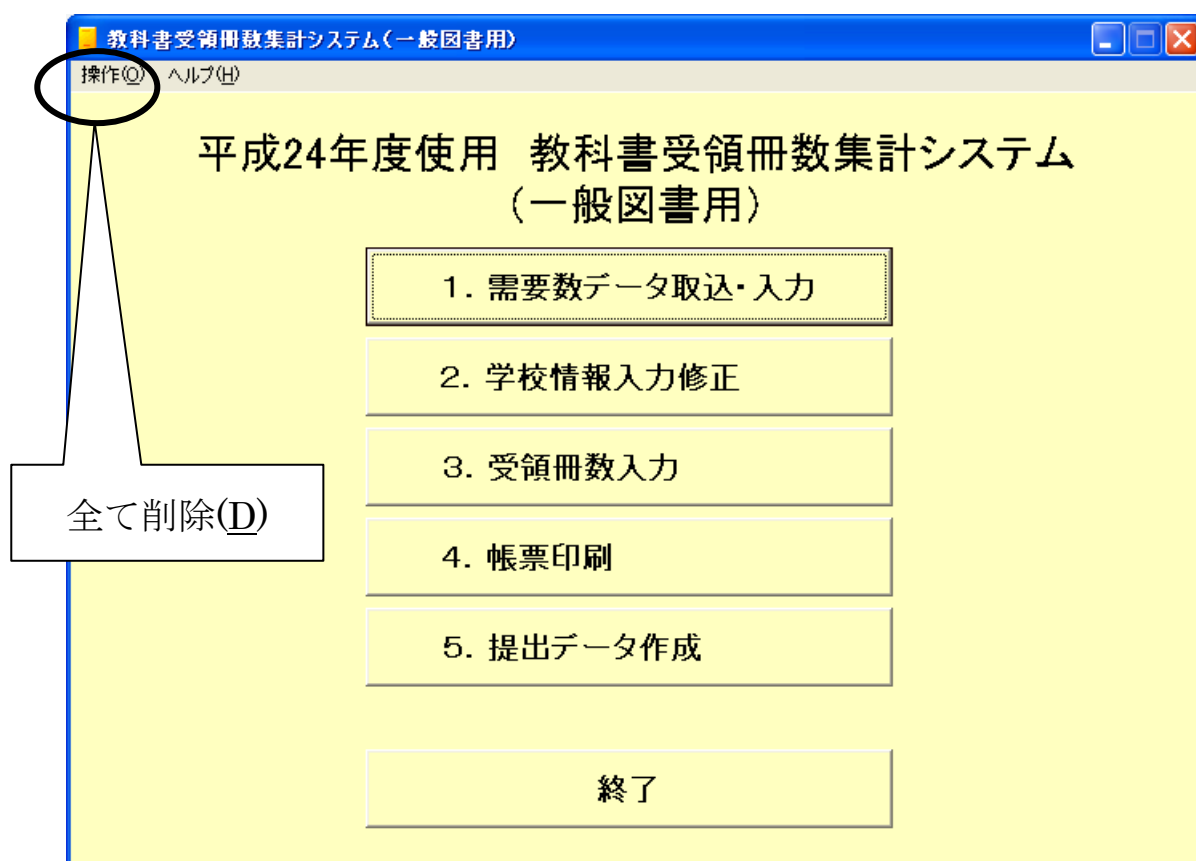 教科書受領冊数集計システム(一般図書用)
操作(O) ヘルプ(H)
平成24年度使用 教科書受領冊数集計システム
(一般図書用)
1. 需要数データ取込・入力
2. 学校情報入力修正
3. 受領冊数入力
全て削除(D)
4. 帳票印刷
5. 提出データ作成
終了